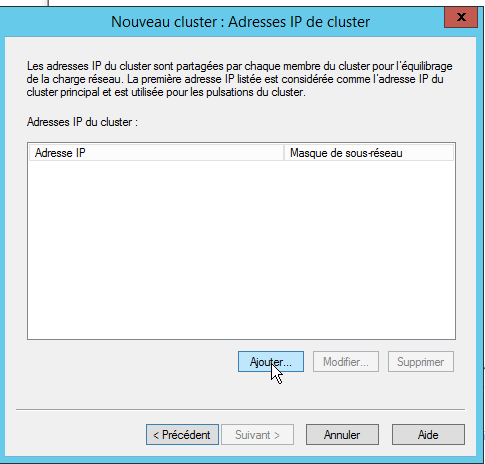 Nouveau cluster : Adresses IP de cluster
x
Les adresses IP du cluster sont partagées par chaque membre du cluster pour l'équilibrage
de la charge réseau. La première adresse IP listée est considérée comme l'adresse IP du
cluster principal et est utilisée pour les pulsations du cluster.
Adresses IP du cluster :
Adresse IP Masque de sous-réseau
Ajouter... Modifier... Supprimer
< Précédent Suivant > Annuler Aide